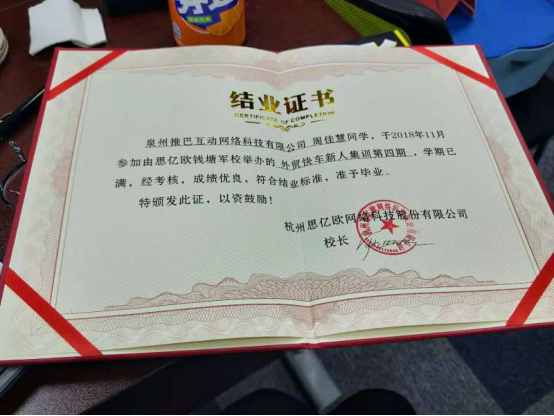 结业证书
CERTIFICATE OF COMPLETION
泉州推巴互动网络科技有限公司 周佳慧同学，于2018年11月
参加由思亿欧钱塘军校举办的 外贸快车新人集训第四期，学期已
满，经考核，成绩优良，符合结业标准，准予毕业。
特颁发此证，以资鼓励！
杭州思亿欧网络科技股份有限公司
校长